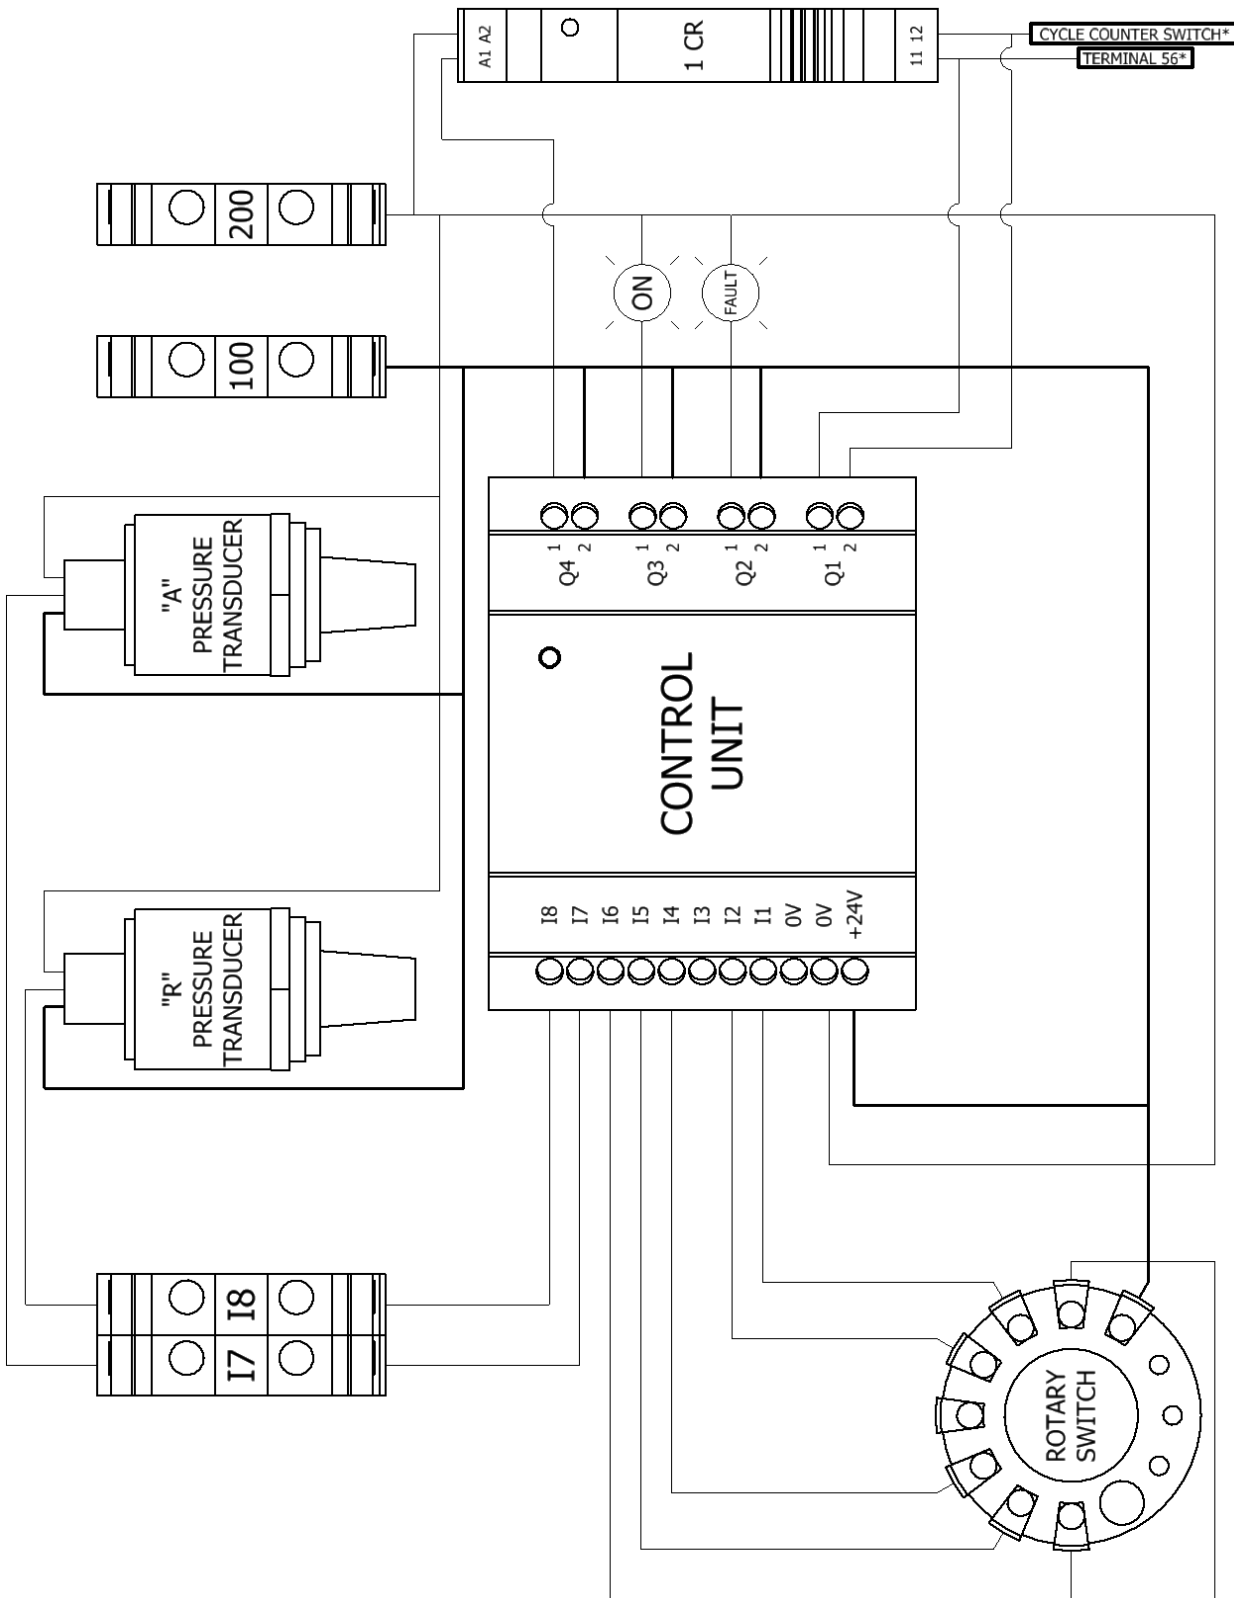 A1 A2
1 CR
11 12
CYCLE COUNTER SWITCH*
TERMINAL 56*
200
ON
FAULT
100
"A"
PRESSURE
TRANSDUCER
1
2
Q4
1
2
Q3
1
2
Q2
1
2
Q1
CONTROL
UNIT
I8
I7
I6
I5
I4
I3
I2
I1
0V
0V
+24V
"R"
PRESSURE
TRANSDUCER
I8
I7
ROTARY
SWITCH